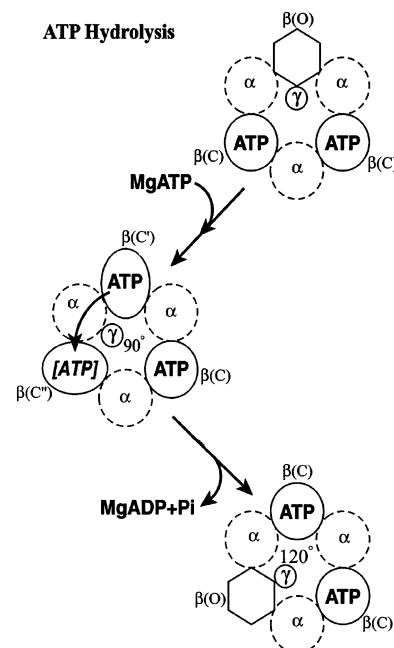 ATP Hydrolysis
β(O)
α α
γ
ATP ATP
β(C) β(C)
α
MgATP
β(C')
ATP
α α
γ 90°
[ATP] ATP
β(C'') β(C)
α
MgADP+Pi
β(C)
ATP
α α
120°
γ
β(O) ATP
α β(C)